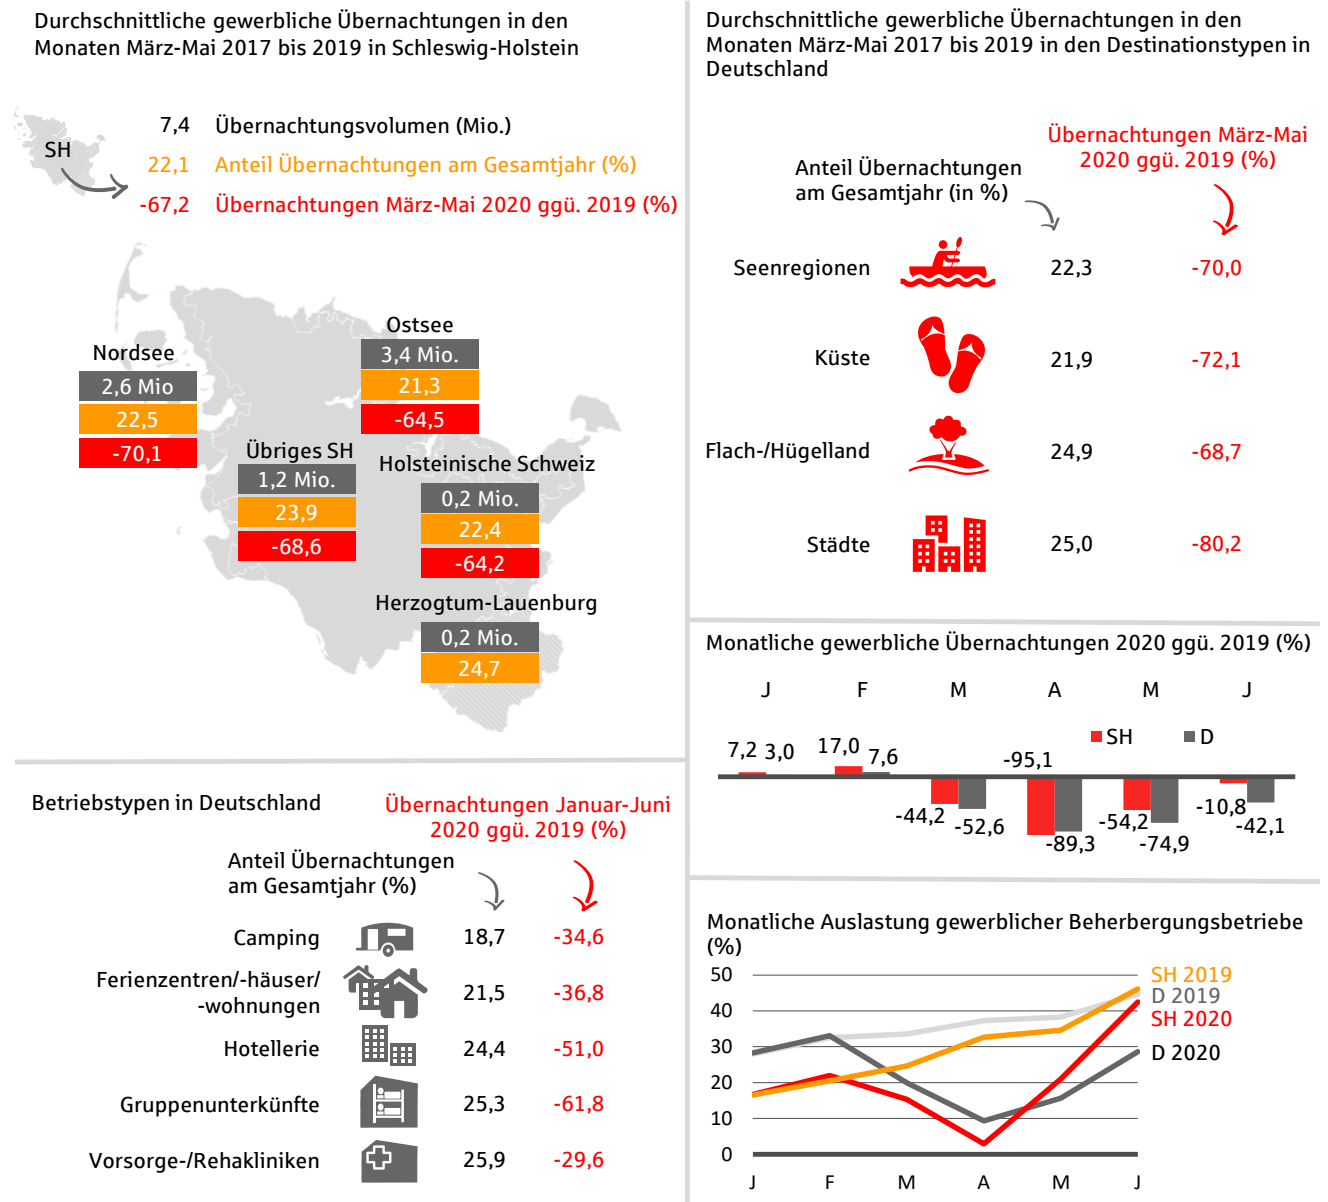 Durchschnittliche gewerbliche Übernachtungen in den
Monaten März-Mai 2017 bis 2019 in Schleswig-Holstein
SH
7,4 Übernachtungsvolumen (Mio.)
22,1 Anteil Übernachtungen am Gesamtjahr (%)
-67,2 Übernachtungen März-Mai 2020 ggü. 2019 (%)
Nordsee
2,6 Mio
22,5
-70,1
Ostsee
3,4 Mio.
21,3
-64,5
Übriges SH
1,2 Mio.
23,9
-68,6
Holsteinische Schweiz
0,2 Mio.
22,4
-64,2
Herzogtum-Lauenburg
0,2 Mio.
24,7
Betriebstypen in Deutschland
Übernachtungen Januar-Juni
2020 ggü. 2019 (%)
Anteil Übernachtungen
am Gesamtjahr (%)
Camping 18,7 -34,6
Ferienzentren/-häuser/
-wohnungen 21,5 -36,8
Hotellerie 24,4 -51,0
Gruppenunterkünfte 25,3 -61,8
Vorsorge-/Rehakliniken 25,9 -29,6
Durchschnittliche gewerbliche Übernachtungen in den
Monaten März-Mai 2017 bis 2019 in den Destinationstypen in
Deutschland
Übernachtungen März-Mai
2020 ggü. 2019 (%)
Anteil Übernachtungen
am Gesamtjahr (in %)
Seenregionen 22,3 -70,0
Küste 21,9 -72,1
Flach-/Hügelland 24,9 -68,7
Städte 25,0 -80,2
Monatliche gewerbliche Übernachtungen 2020 ggü. 2019 (%)
J F M A M J
SH D
7,2 3,0 17,0 7,6 -44,2 -52,6 -95,1 -89,3 -54,2 -74,9 -10,8 -42,1
Monatliche Auslastung gewerblicher Beherbergungsbetriebe
(%)
50
40
30
20
10
0
SH 2019
D 2019
SH 2020
D 2020
J F M A M J